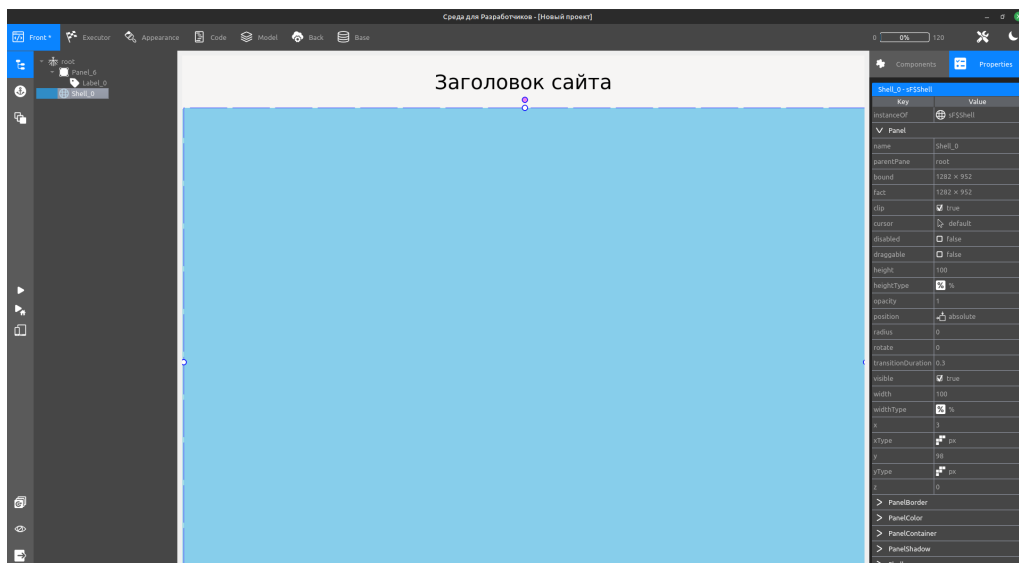 Среда для Разработчиков - [Новый проект]
Front * Executor Appearance Code Model Back Base 0 0% 120
root
Panel_6
Label_0
Shell_0
Заголовок сайта
Components Properties
Shell_0 - sF$Shell
Key Value
instanceOf sF$Shell
Panel
name Shell_0
parentPane root
bound 1282 × 952
fact 1282 × 952
clip true
cursor default
disabled false
draggable false
height 100
heightType % %
opacity 1
position absolute
radius 0
rotate 0
transitionDuration 0.3
visible true
width 100
widthType % %
x 3
xType px
y 98
yType px
z 0
PanelBorder
PanelColor
PanelContainer
PanelShadow